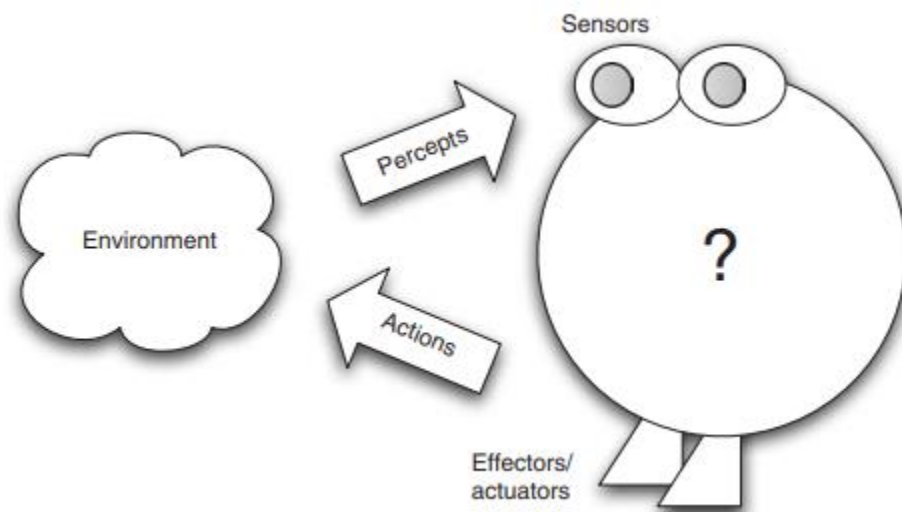 Sensors
Percepts
Environment
?
Actions
Effectors/
actuators